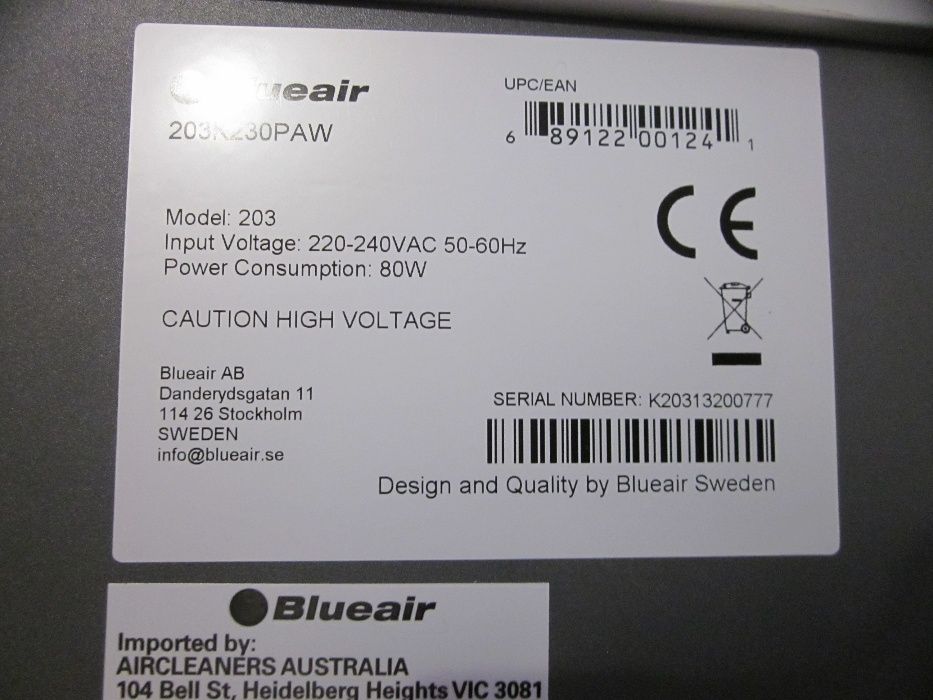 Blueair
203K230PAW
UPC/EAN
6 89122 00124 1
Model: 203
Input Voltage: 220-240VAC 50-60Hz
Power Consumption: 80W
CE
CAUTION HIGH VOLTAGE
Blueair AB
Danderydsgatan 11
114 26 Stockholm
SWEDEN
info@blueair.se
SERIAL NUMBER: K20313200777
Design and Quality by Blueair Sweden
Blueair
Imported by:
AIRCLEANERS AUSTRALIA
104 Bell St, Heidelberg Heights VIC 3081